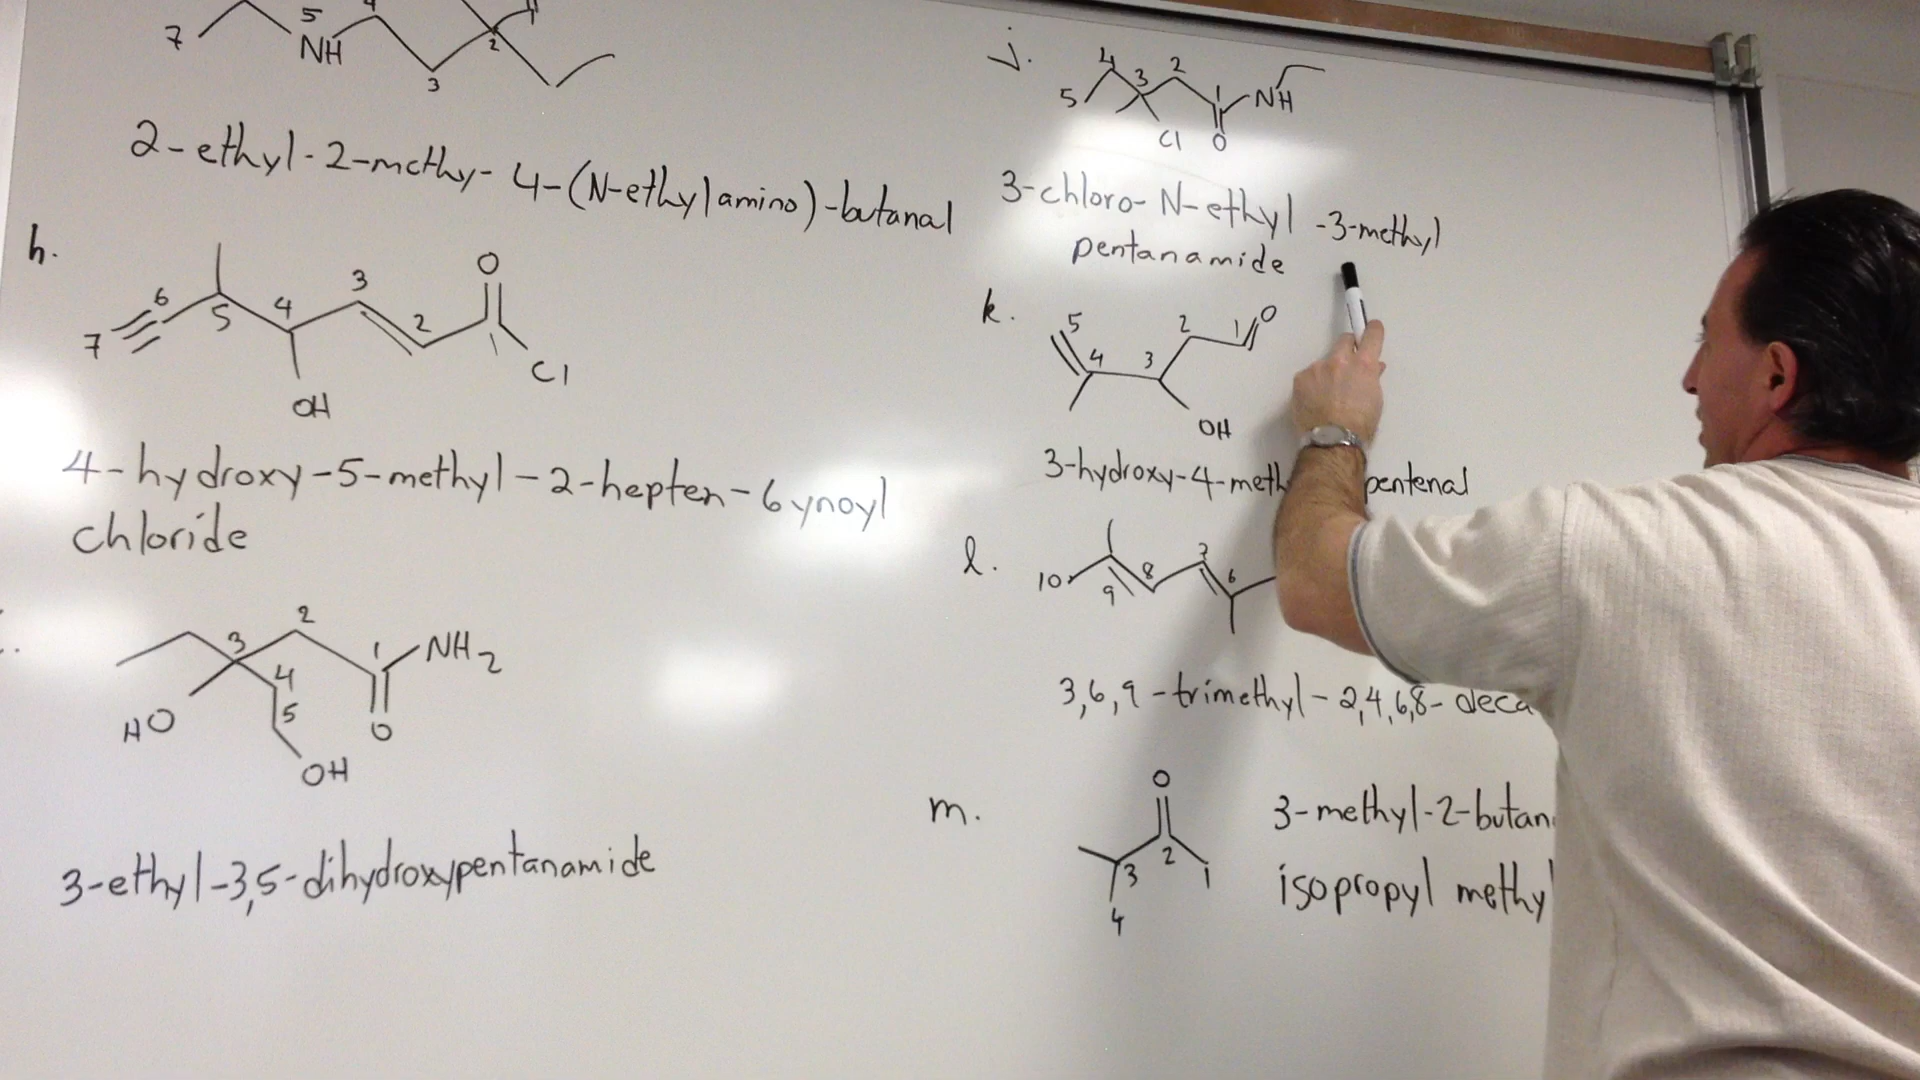 7
5
NH
4
2
3
2-ethyl-2-methy-4-(N-ethylamino)-butanal
h.
O
7 6 5 4 3 2 1
Cl
OH
4-hydroxy-5-methyl-2-hepten-6ynoyl
chloride
2
3 1 NH2
4
HO 5 O
OH
3-ethyl-3,5-dihydroxypentanamide
j.
5 4 3 2 1 NH
Cl O
3-chloro-N-ethyl-3-methyl
pentanamide
k.
5 4 3 2 1 O
OH
3-hydroxy-4-meth pentenal
l.
10 9 8 7 6
3,6,9-trimethyl-2,4,6,8-deca
m.
O
3 2 1
4
3-methyl-2-butan
isopropyl methy